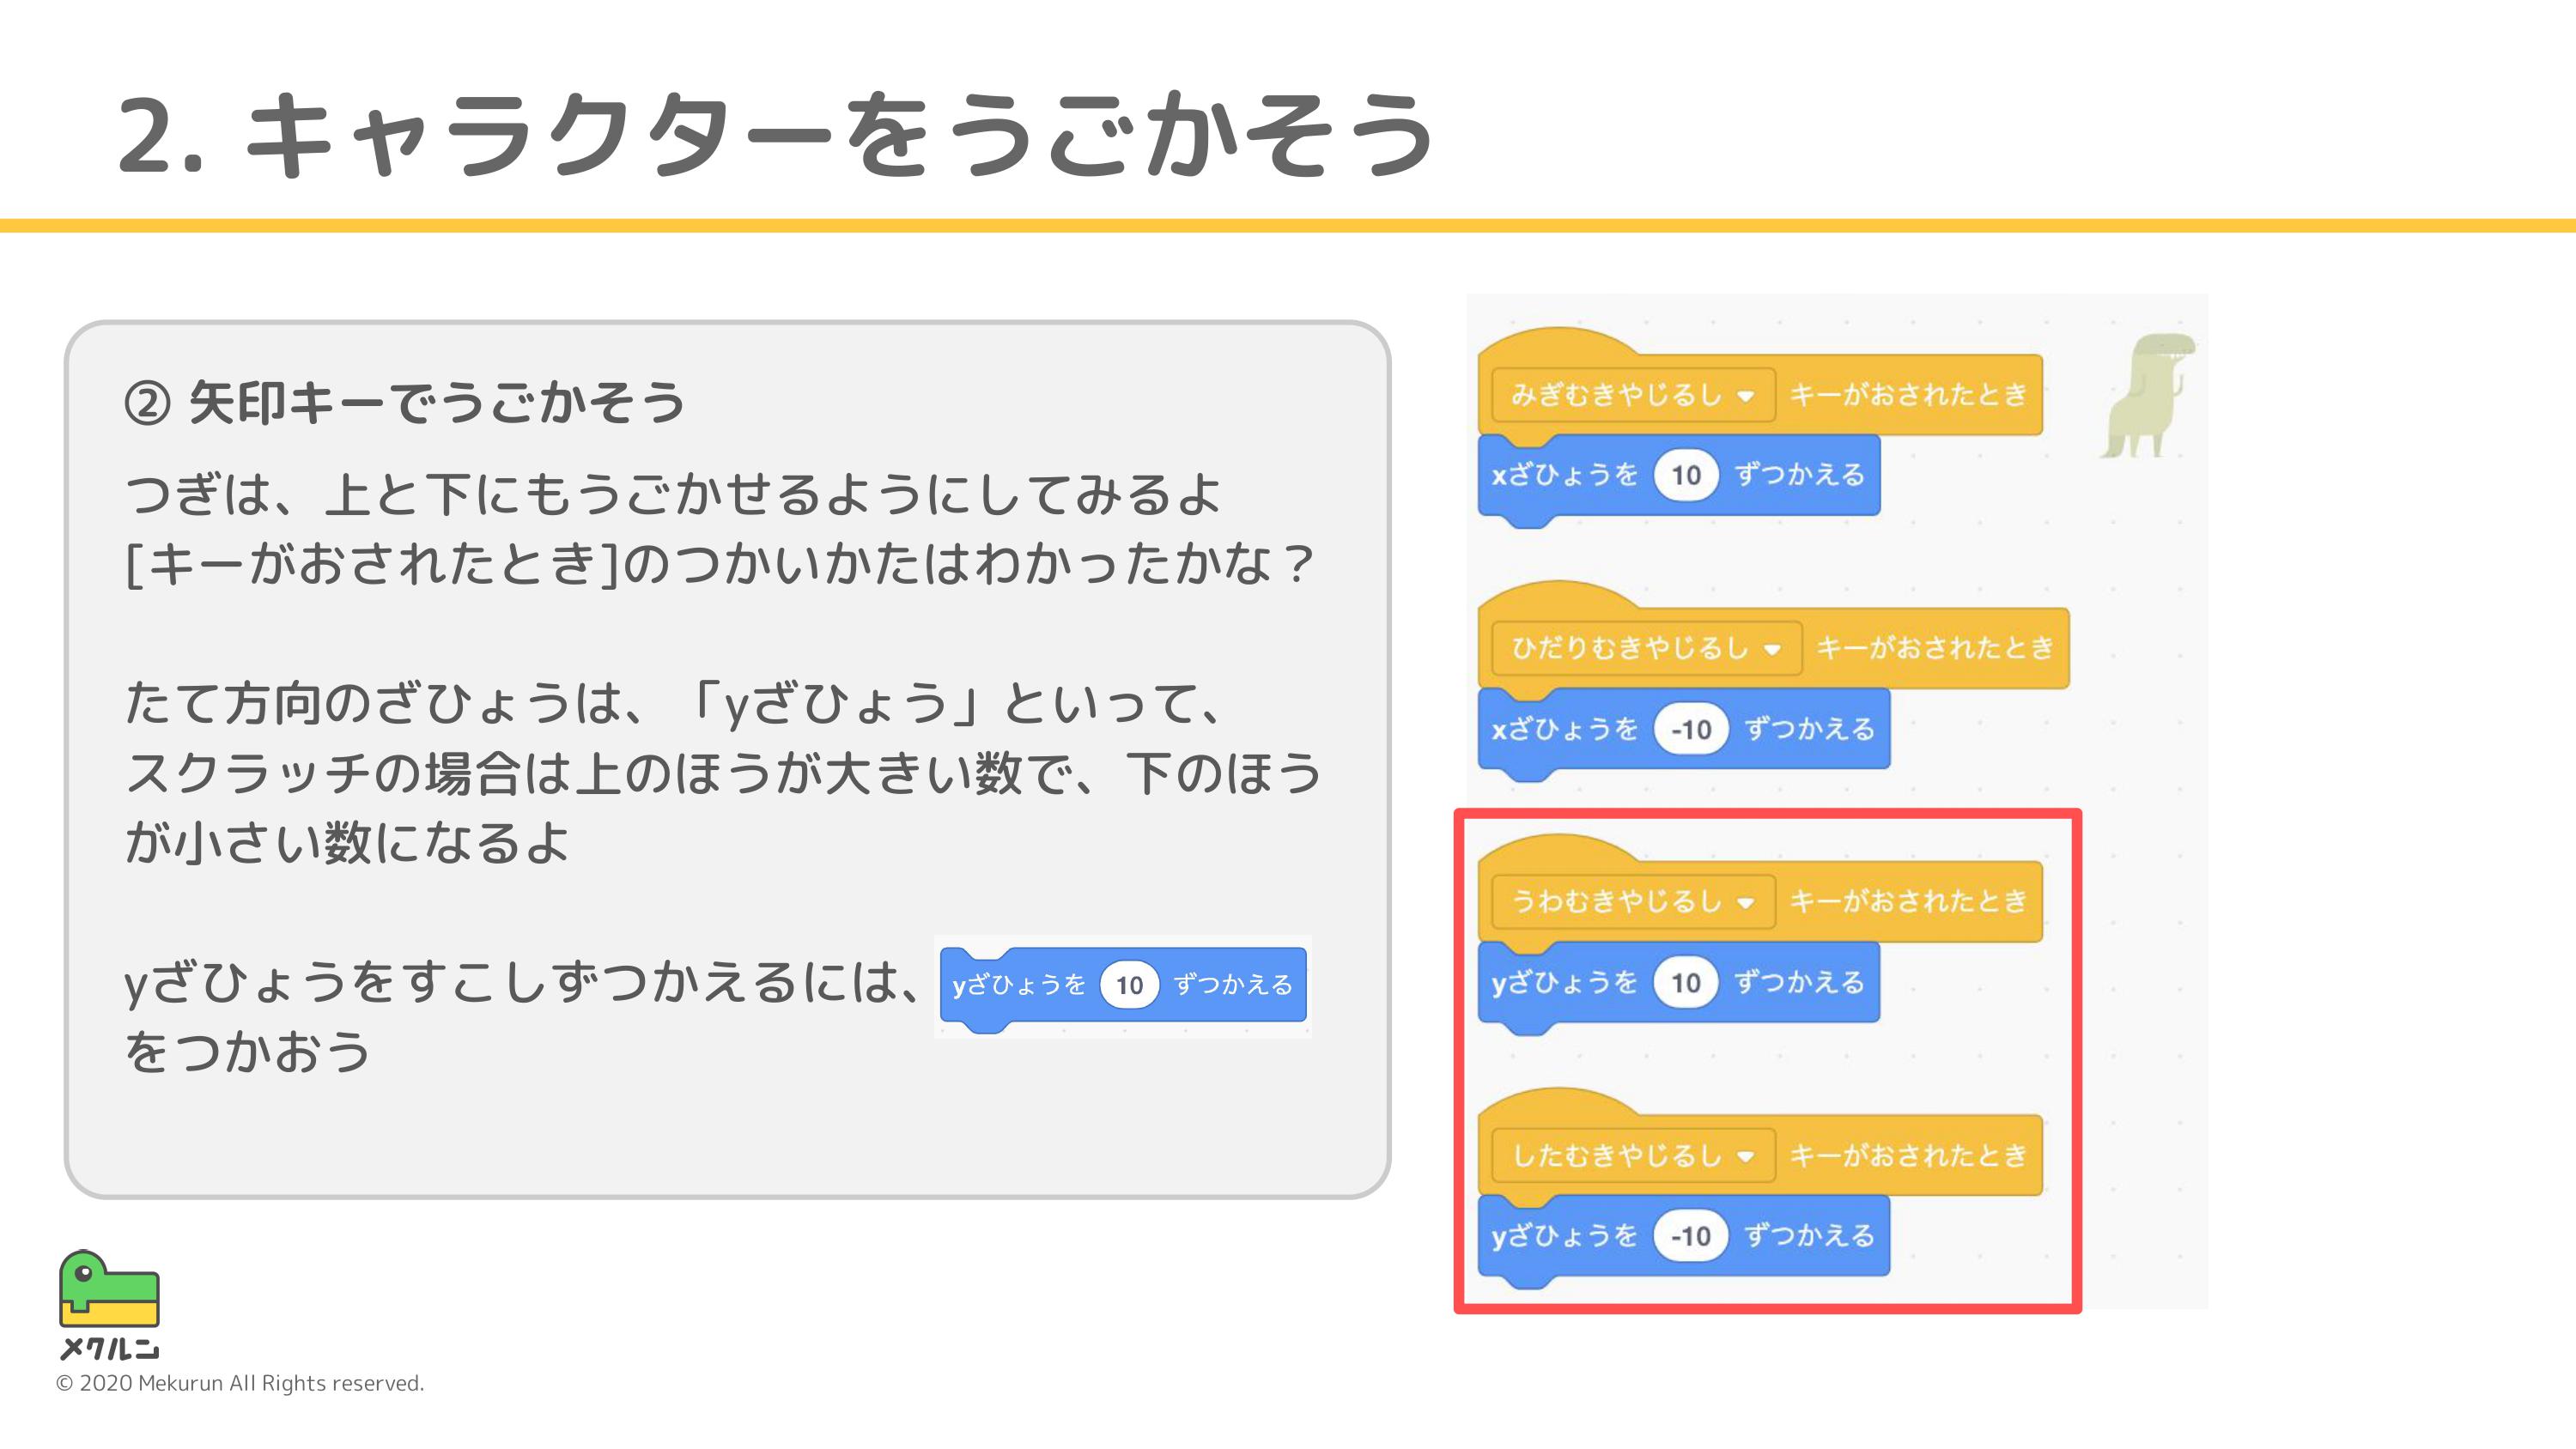 2. キャラクターをうごかそう
② 矢印キーでうごかそう
つぎは、上と下にもうごかせるようにしてみるよ
[キーがおされたとき]のつかいかたはわかったかな？
たて方向のざひょうは、「yざひょう」といって、
スクラッチの場合は上のほうが大きい数で、下のほう
が小さい数になるよ
yざひょうをすこしずつかえるには、 yざひょうを 10 ずつかえる
をつかおう
みぎむきやじるし キーがおされたとき
xざひょうを 10 ずつかえる
ひだりむきやじるし キーがおされたとき
xざひょうを -10 ずつかえる
うわむきやじるし キーがおされたとき
yざひょうを 10 ずつかえる
したむきやじるし キーがおされたとき
yざひょうを -10 ずつかえる
メクルン
© 2020 Mekurun All Rights reserved.